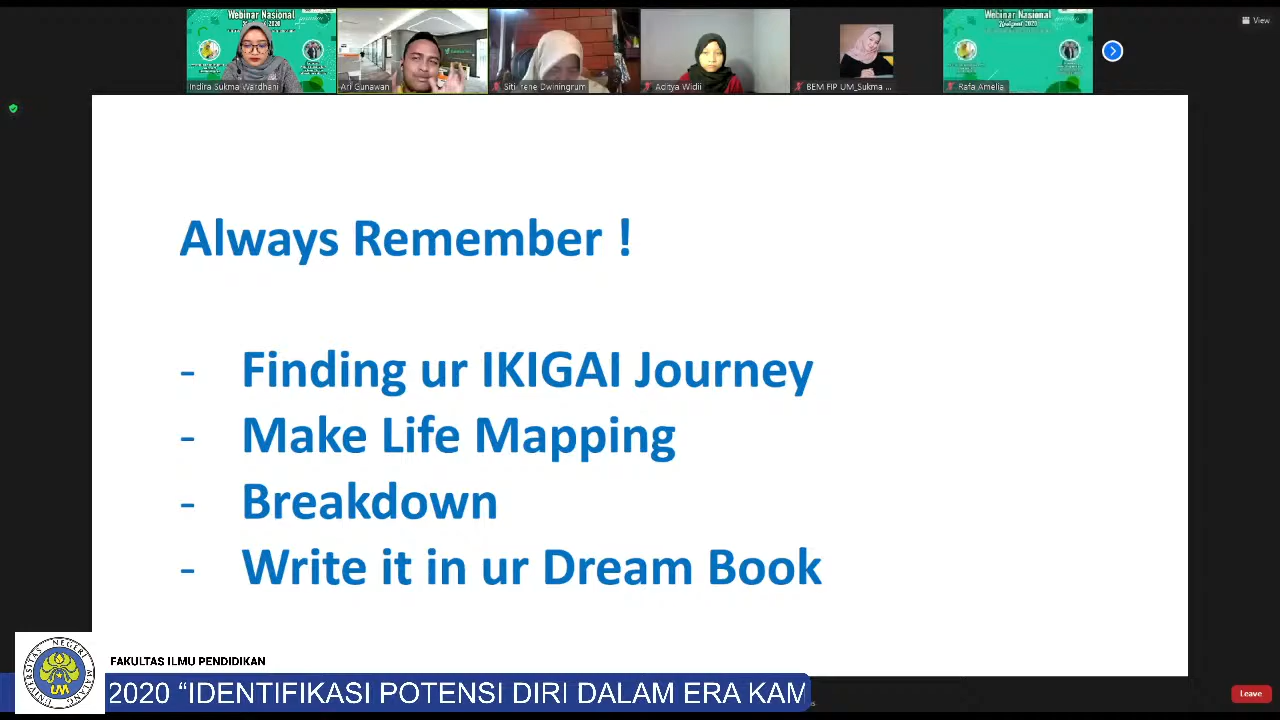 Webinar Nasional
Webinar Nasional
View
Indira Sukma Wardhani
Ari Gunawan
Siti Irene Dwiningrum
Aditya Widii
BEM FIP UM_Sukma ...
Rafa Amelia
Always Remember !
- Finding ur IKIGAI Journey
- Make Life Mapping
- Breakdown
- Write it in ur Dream Book
FAKULTAS ILMU PENDIDIKAN
UM
2020 “IDENTIFIKASI POTENSI DIRI DALAM ERA KAM
Leave